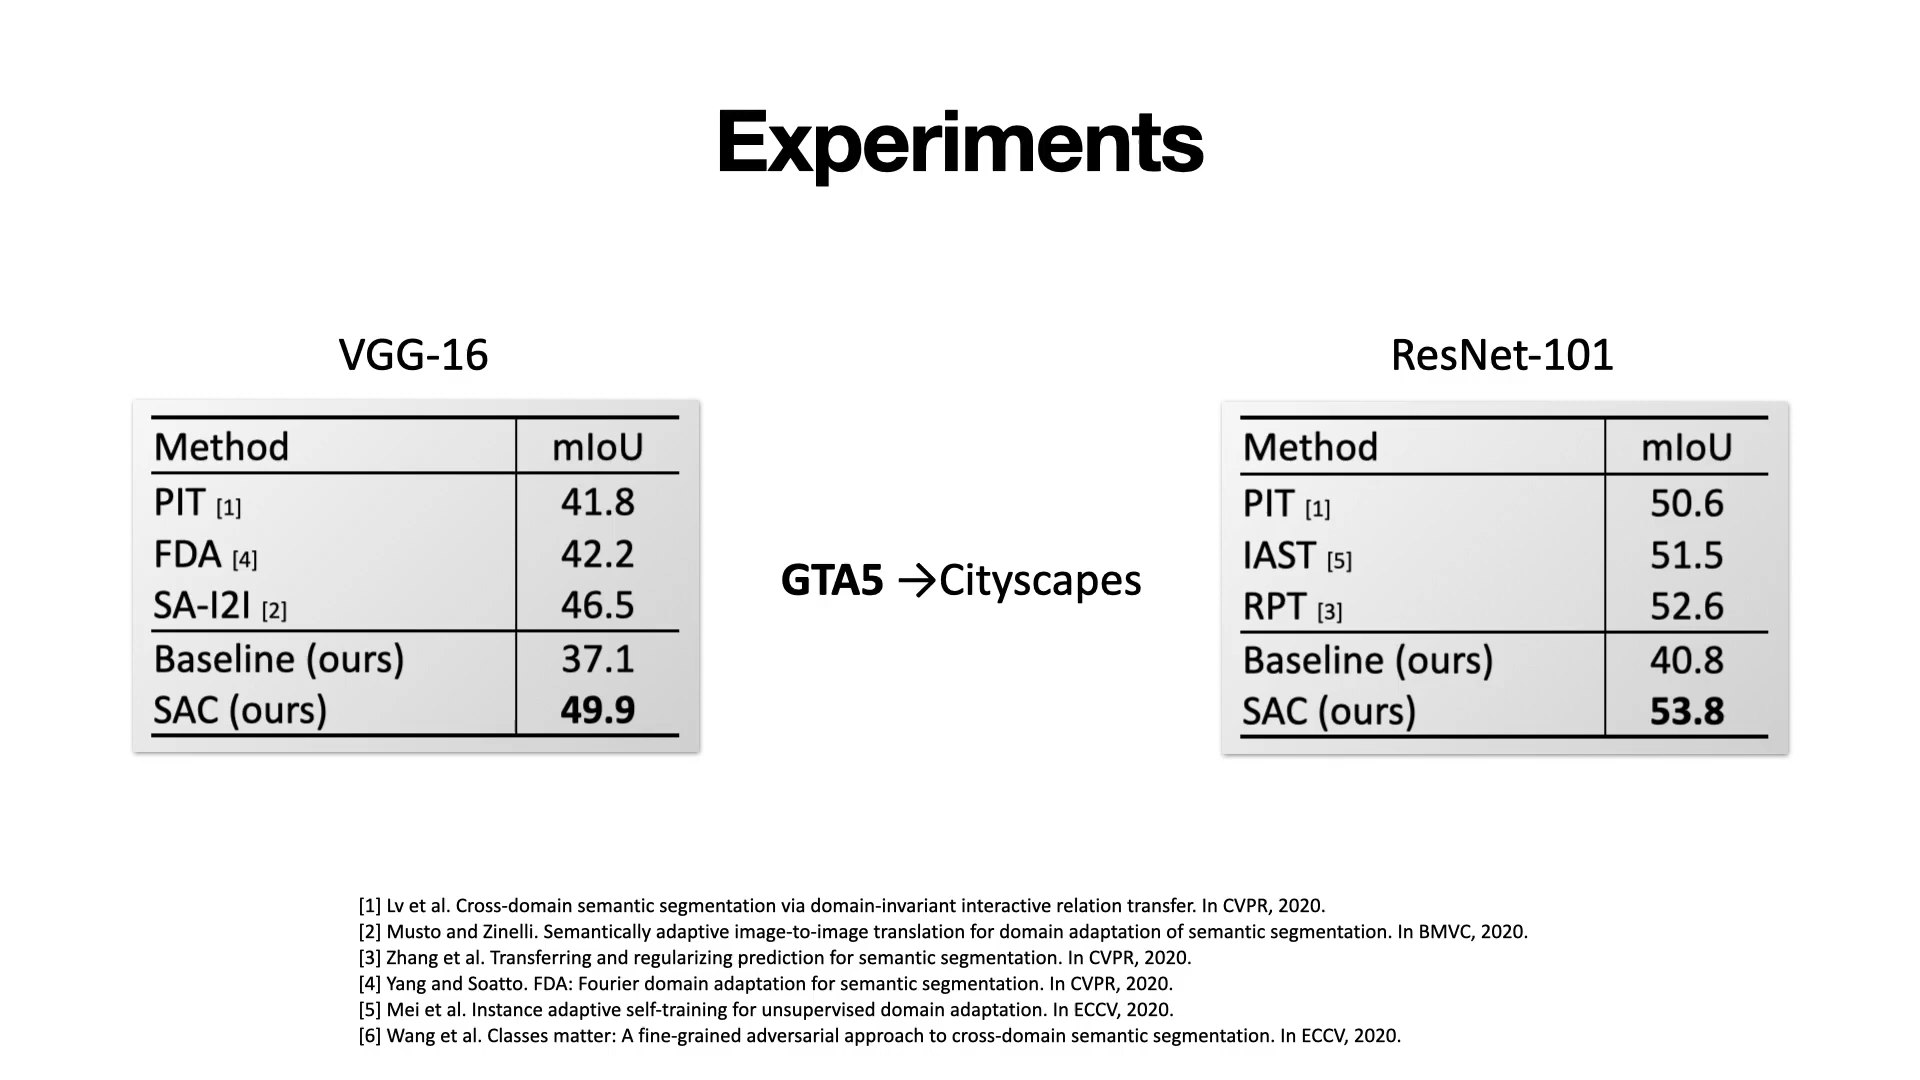 Experiments
VGG-16
Method mIoU
PIT [1] 41.8
FDA [4] 42.2
SA-I2I [2] 46.5
Baseline (ours) 37.1
SAC (ours) 49.9
GTA5 →Cityscapes
ResNet-101
Method mIoU
PIT [1] 50.6
IAST [5] 51.5
RPT [3] 52.6
Baseline (ours) 40.8
SAC (ours) 53.8
[1] Lv et al. Cross-domain semantic segmentation via domain-invariant interactive relation transfer. In CVPR, 2020.
[2] Musto and Zinelli. Semantically adaptive image-to-image translation for domain adaptation of semantic segmentation. In BMVC, 2020.
[3] Zhang et al. Transferring and regularizing prediction for semantic segmentation. In CVPR, 2020.
[4] Yang and Soatto. FDA: Fourier domain adaptation for semantic segmentation. In CVPR, 2020.
[5] Mei et al. Instance adaptive self-training for unsupervised domain adaptation. In ECCV, 2020.
[6] Wang et al. Classes matter: A fine-grained adversarial approach to cross-domain semantic segmentation. In ECCV, 2020.